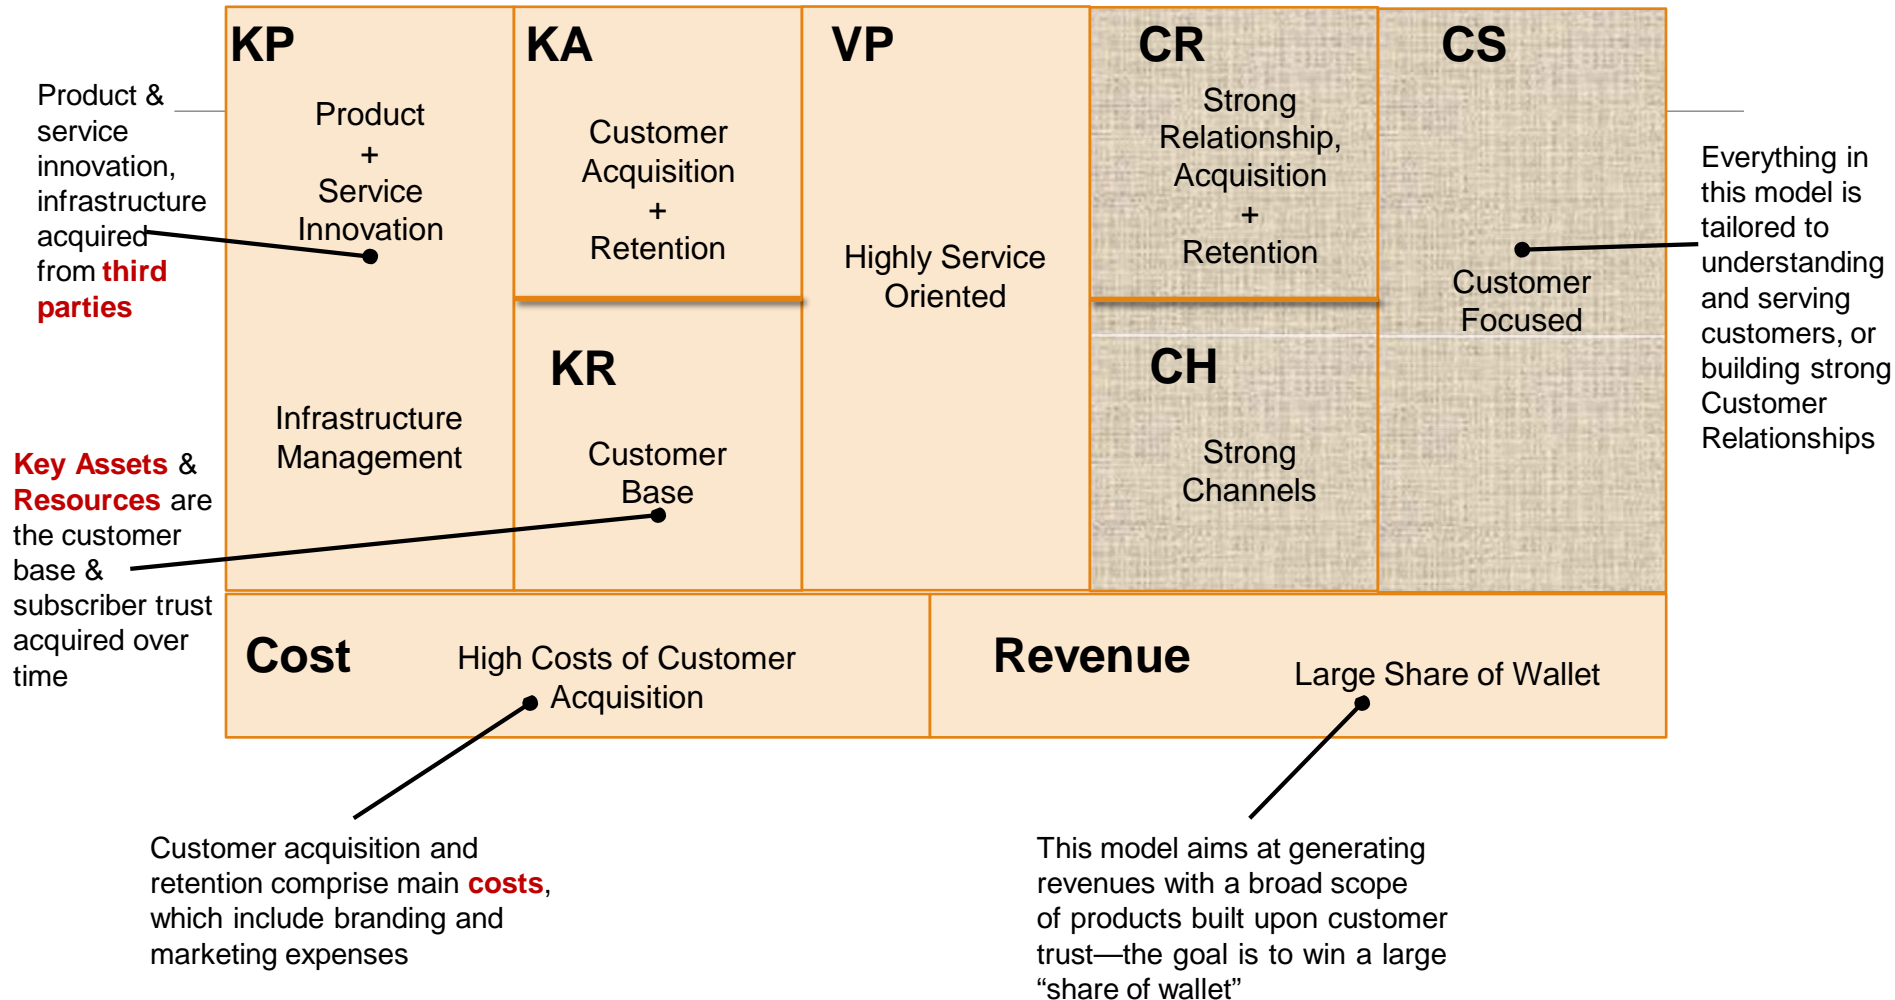 KP
Product
+
Service
Innovation
Infrastructure
Management
KA
Customer
Acquisition
+
Retention
KR
Customer
Base
VP
Highly Service
Oriented
CR
Strong
Relationship,
Acquisition
+
Retention
CH
Strong
Channels
CS
Customer
Focused
Cost
High Costs of Customer
Acquisition
Revenue
Large Share of Wallet
Product &
service
innovation,
infrastructure
acquired
from third
parties
Key Assets &
Resources are
the customer
base &
subscriber trust
acquired over
time
Everything in
this model is
tailored to
understanding
and serving
customers, or
building strong
Customer
Relationships
Customer acquisition and
retention comprise main costs,
which include branding and
marketing expenses
This model aims at generating
revenues with a broad scope
of products built upon customer
trust—the goal is to win a large
“share of wallet”